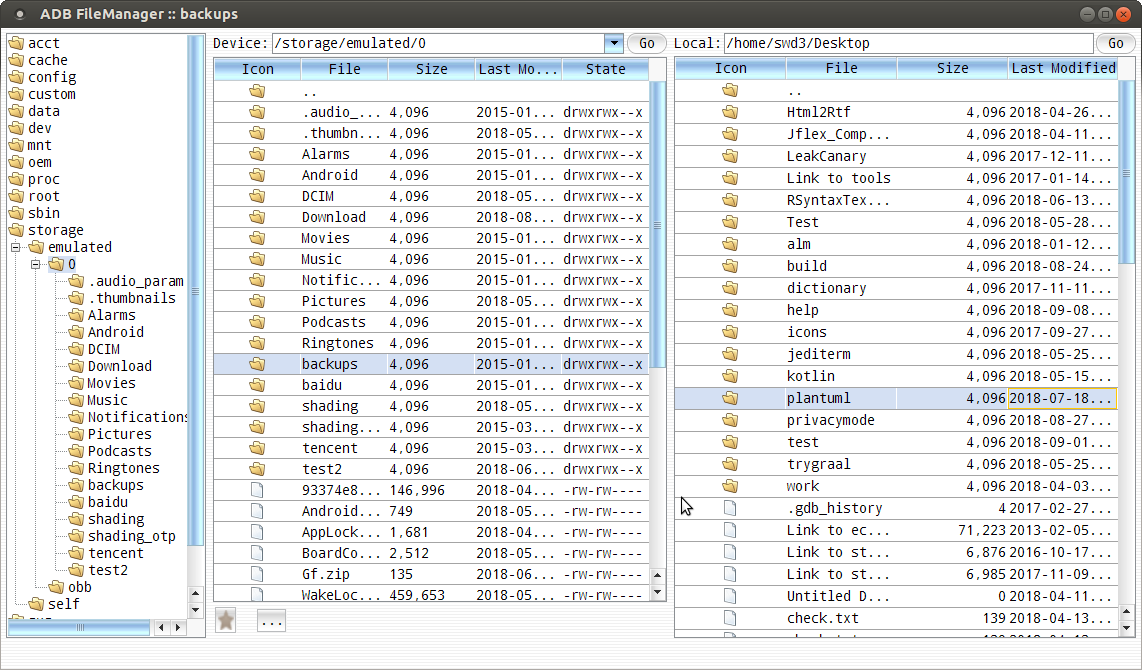 ADB FileManager :: backups
acct
cache
config
custom
data
dev
mnt
oem
proc
root
sbin
storage
emulated
0
.audio_param
.thumbnails
Alarms
Android
DCIM
Download
Movies
Music
Notifications
Pictures
Podcasts
Ringtones
backups
baidu
shading
shading_otp
tencent
test2
obb
self
Device: /storage/emulated/0 Go
Icon File Size Last Mo... State
..
.audio_... 4,096 2015-01... drwxrwx--x
.thumbn... 4,096 2018-05... drwxrwx--x
Alarms 4,096 2015-01... drwxrwx--x
Android 4,096 2015-01... drwxrwx--x
DCIM 4,096 2018-05... drwxrwx--x
Download 4,096 2018-08... drwxrwx--x
Movies 4,096 2015-01... drwxrwx--x
Music 4,096 2018-05... drwxrwx--x
Notific... 4,096 2015-01... drwxrwx--x
Pictures 4,096 2018-05... drwxrwx--x
Podcasts 4,096 2015-01... drwxrwx--x
Ringtones 4,096 2015-01... drwxrwx--x
backups 4,096 2015-01... drwxrwx--x
baidu 4,096 2015-01... drwxrwx--x
shading 4,096 2018-05... drwxrwx--x
shading... 4,096 2015-03... drwxrwx--x
tencent 4,096 2015-03... drwxrwx--x
test2 4,096 2018-06... drwxrwx--x
93374e8... 146,996 2018-04... -rw-rw----
Android... 749 2018-05... -rw-rw----
AppLock... 1,681 2018-04... -rw-rw----
BoardCo... 2,512 2018-05... -rw-rw----
Gf.zip 135 2018-06... -rw-rw----
WakeLoc... 459,653 2018-05... -rw-rw----
...
Local: /home/swd3/Desktop Go
Icon File Size Last Modified
..
Html2Rtf 4,096 2018-04-26...
Jflex_Comp... 4,096 2018-04-11...
LeakCanary 4,096 2017-12-11...
Link to tools 4,096 2017-01-14...
RSyntaxTex... 4,096 2018-06-13...
Test 4,096 2018-05-28...
alm 4,096 2018-01-12...
build 4,096 2018-08-24...
dictionary 4,096 2017-11-11...
help 4,096 2018-09-08...
icons 4,096 2017-09-27...
jediterm 4,096 2018-05-25...
kotlin 4,096 2018-05-15...
plantuml 4,096 2018-07-18...
privacymode 4,096 2018-08-27...
test 4,096 2018-09-01...
trygraal 4,096 2018-05-25...
work 4,096 2018-04-03...
.gdb_history 4 2017-02-27...
Link to ec... 71,223 2013-02-05...
Link to st... 6,876 2016-10-17...
Link to st... 6,985 2017-11-09...
Untitled D... 0 2018-04-11...
check.txt 139 2018-04-13...